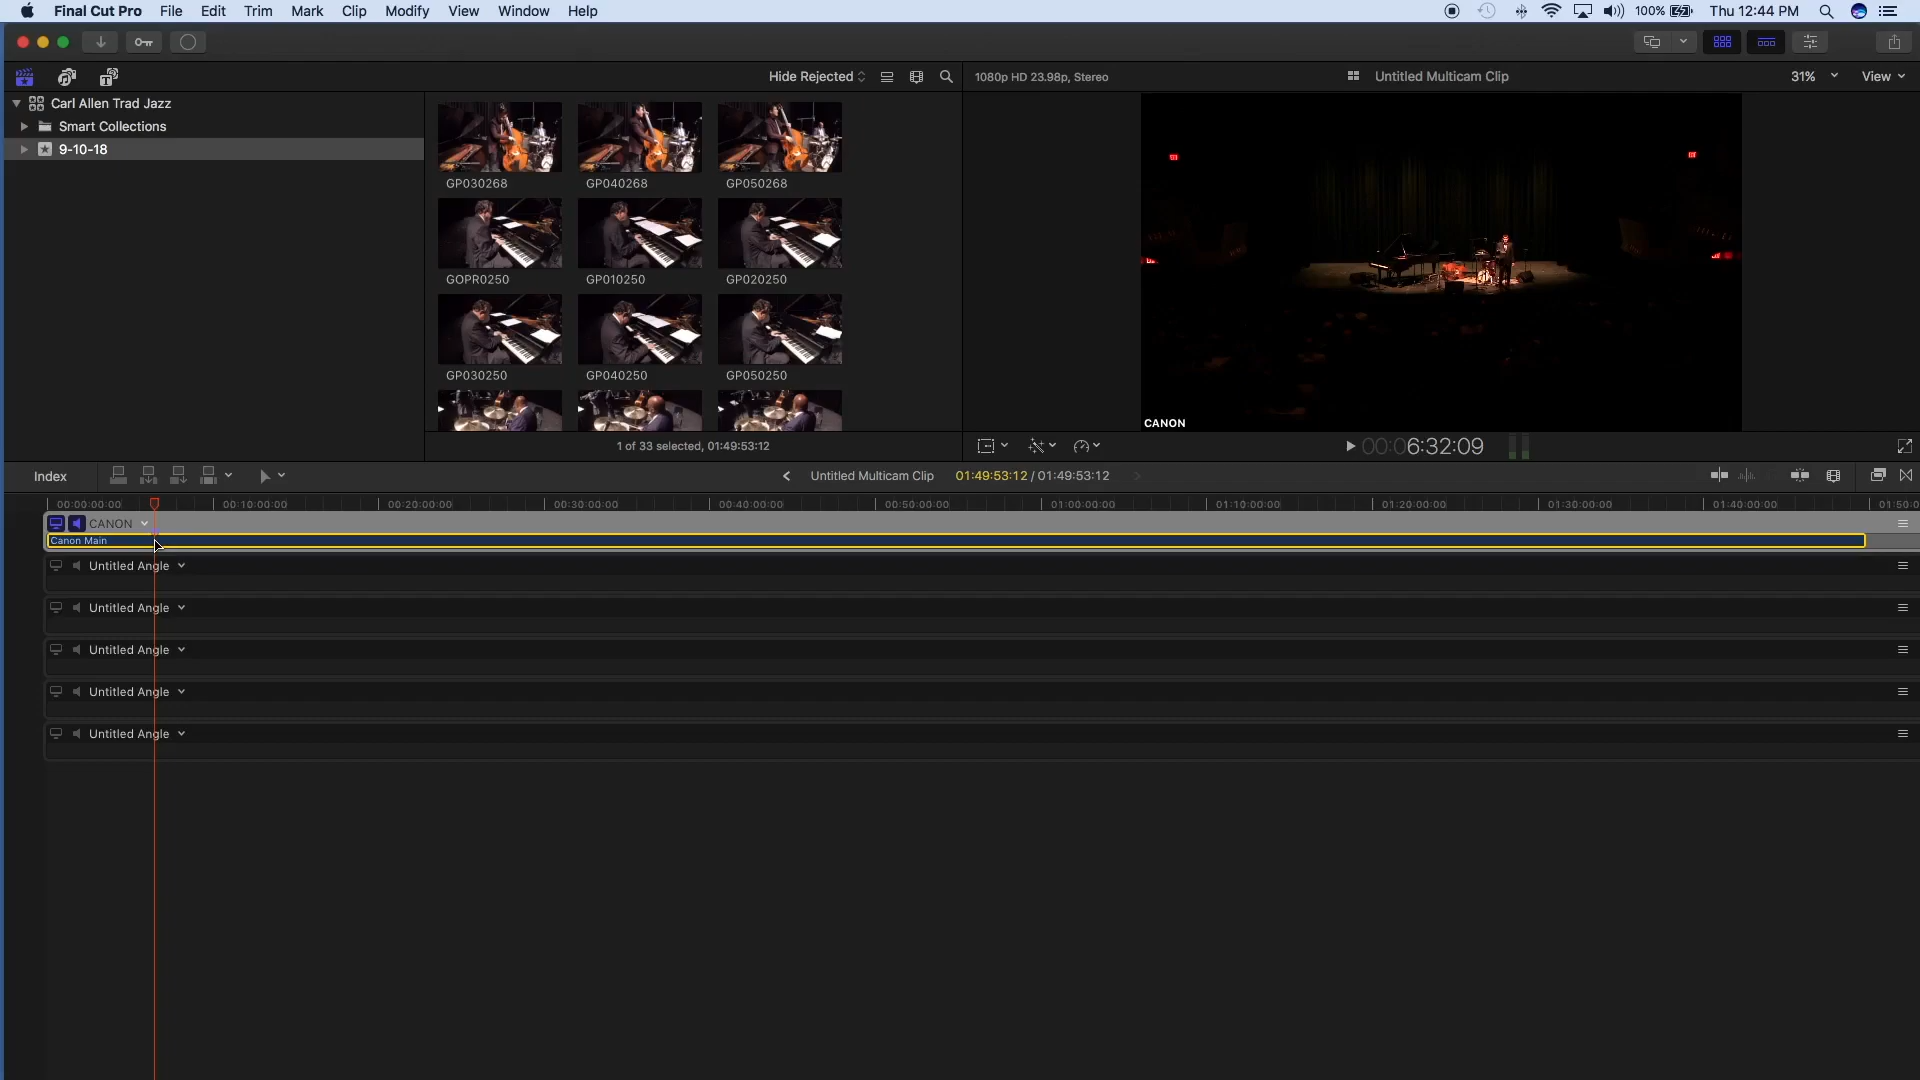 Final Cut Pro File Edit Trim Mark Clip Modify View Window Help 100% Thu 12:44 PM
Hide Rejected 1080p HD 23.98p, Stereo Untitled Multicam Clip 31% View
Carl Allen Trad Jazz
Smart Collections
9-10-18
GP030268 GP040268 GP050268
GOPR0250 GP010250 GP020250
GP030250 GP040250 GP050250
CANON
1 of 33 selected, 01:49:53:12 00:06:32:09
Index Untitled Multicam Clip 01:49:53:12 / 01:49:53:12
00:00:00:00 00:10:00:00 00:20:00:00 00:30:00:00 00:40:00:00 00:50:00:00 01:00:00:00 01:10:00:00 01:20:00:00 01:30:00:00 01:40:00:00 01:50:0
CANON
Canon Main
Untitled Angle
Untitled Angle
Untitled Angle
Untitled Angle
Untitled Angle